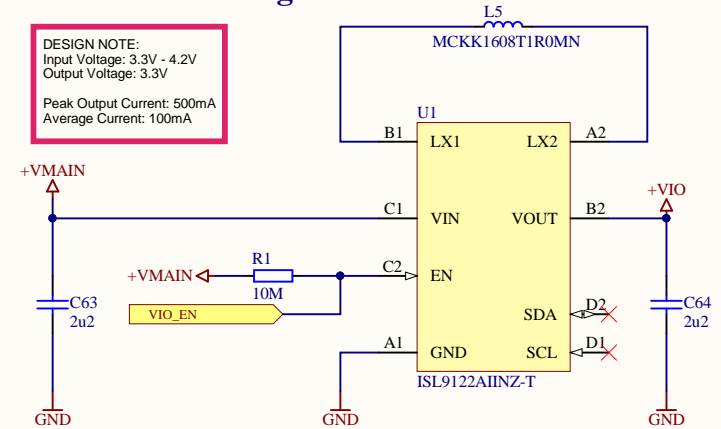 g
L5
MCKK1608T1R0MN
DESIGN NOTE:
Input Voltage: 3.3V - 4.2V
Output Voltage: 3.3V
Peak Output Current: 500mA
Average Current: 100mA
U1
B1 LX1 LX2 A2
+VMAIN
+VIO
C1 VIN VOUT B2
R1
+VMAIN
C2 EN
10M
VIO_EN
C63
2u2
SDA D2
C64
2u2
A1 GND SCL D1
ISL9122AIINZ-T
GND
GND
GND